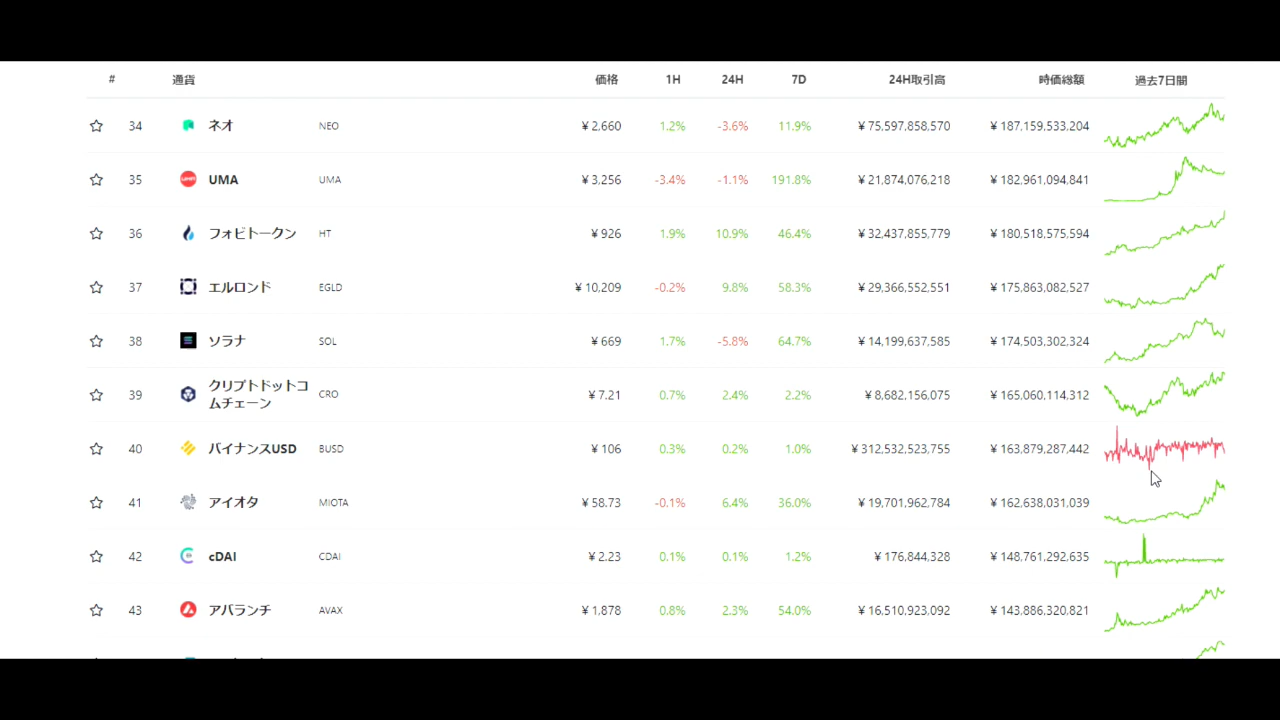 # 通貨 価格 1H 24H 7D 24H取引高 時価総額 過去7日間
34 ネオ NEO ¥2,660 1.2% -3.6% 11.9% ¥75,597,858,570 ¥187,159,533,204
35 UMA UMA ¥3,256 -3.4% -1.1% 191.8% ¥21,874,076,218 ¥182,961,094,841
36 フォビトークン HT ¥926 1.9% 10.9% 46.4% ¥32,437,855,779 ¥180,518,575,594
37 エルロンド EGLD ¥10,209 -0.2% 9.8% 58.3% ¥29,366,552,551 ¥175,863,082,527
38 ソラナ SOL ¥669 1.7% -5.8% 64.7% ¥14,199,637,585 ¥174,503,302,324
39 クリプトドットコ
ムチェーン CRO ¥7.21 0.7% 2.4% 2.2% ¥8,682,156,075 ¥165,060,114,312
40 バイナンスUSD BUSD ¥106 0.3% 0.2% 1.0% ¥312,532,523,755 ¥163,879,287,442
41 アイオタ MIOTA ¥58.73 -0.1% 6.4% 36.0% ¥19,701,962,784 ¥162,638,031,039
42 cDAI CDAI ¥2.23 0.1% 0.1% 1.2% ¥176,844,328 ¥148,761,292,635
43 アバランチ AVAX ¥1,878 0.8% 2.3% 54.0% ¥16,510,923,092 ¥143,886,320,821